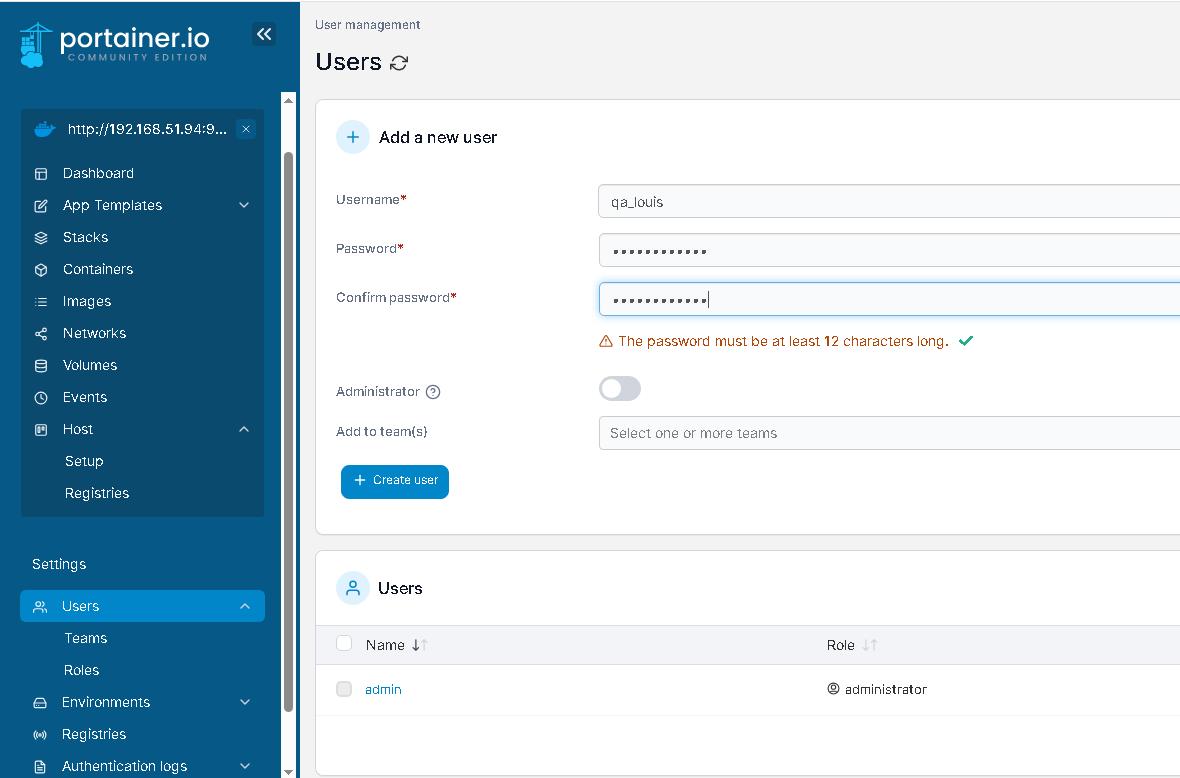 portainer.io
COMMUNITY EDITION
http://192.168.51.94:9...
Dashboard
App Templates
Stacks
Containers
Images
Networks
Volumes
Events
Host
Setup
Registries
Settings
Users
Teams
Roles
Environments
Registries
Authentication logs
User management
Users
Add a new user
Username*
qa_louis
Password*
••••••••••••
Confirm password*
••••••••••••
The password must be at least 12 characters long.
Administrator
Add to team(s)
Select one or more teams
+ Create user
Users
Name
Role
admin
administrator